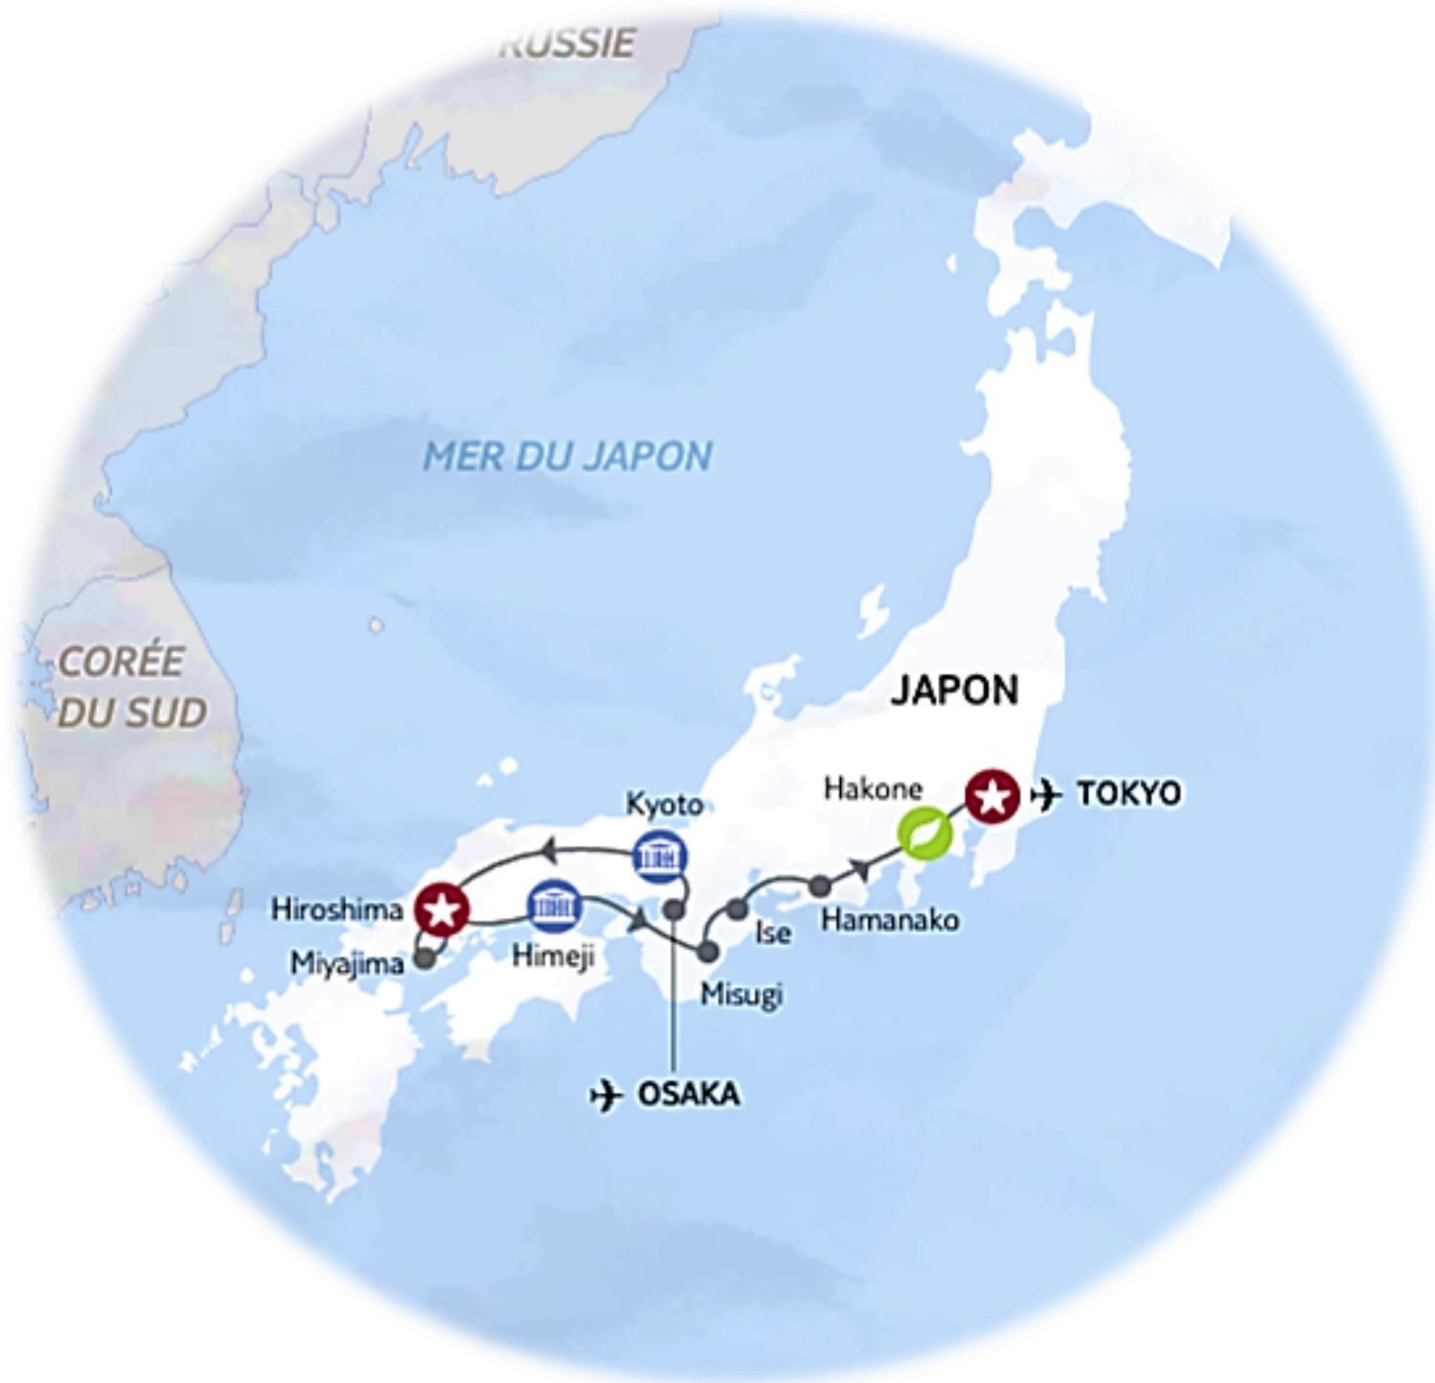 RUSSIE
MER DU JAPON
CORÉE
DU SUD
JAPON
Hakone
TOKYO
Kyoto
Hiroshima
Hamanako
Ise
Himeji
Miyajima
Misugi
OSAKA